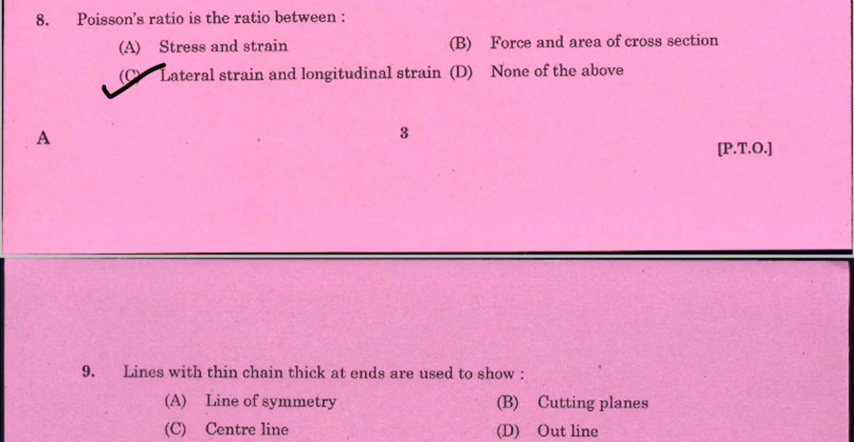 8. Poisson's ratio is the ratio between :
(A) Stress and strain (B) Force and area of cross section
(C) Lateral strain and longitudinal strain (D) None of the above
A 3 [P.T.O.]
9. Lines with thin chain thick at ends are used to show :
(A) Line of symmetry (B) Cutting planes
(C) Centre line (D) Out line